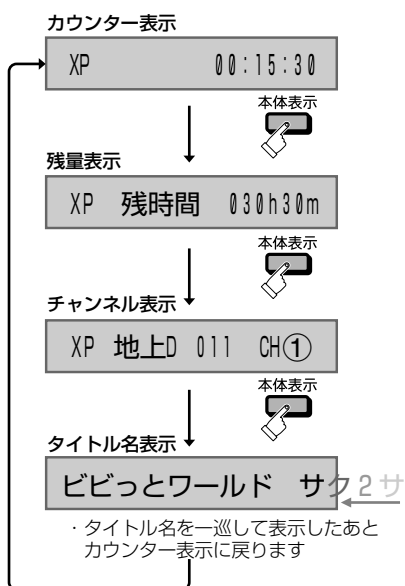 カウンター表示
XP 00:15:30
本体表示
残量表示
XP 残時間 030h30m
本体表示
チャンネル表示
XP 地上D 011 CH①
本体表示
タイトル名表示
ビビっとワールド サク2サ
・タイトル名を一巡して表示したあと
カウンター表示に戻ります